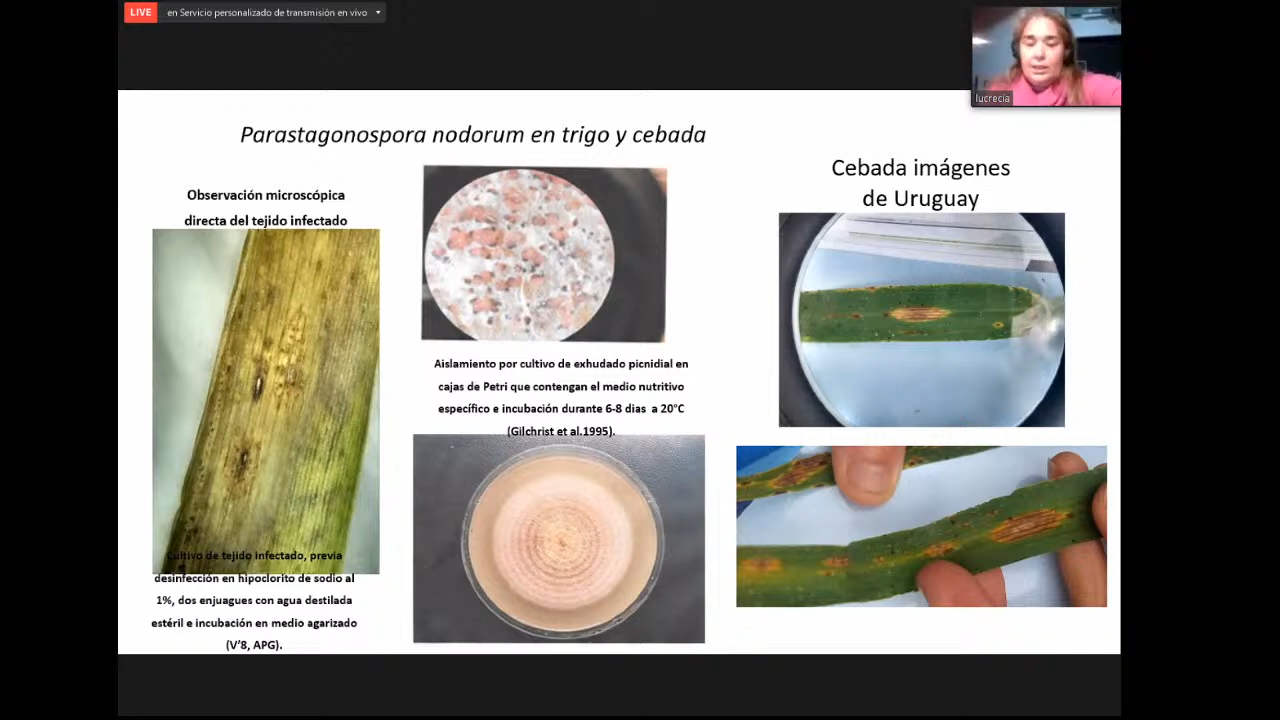 LIVE
en Servicio personalizado de transmisión en vivo
lucrecia
Parastagonospora nodorum en trigo y cebada
Observación microscópica
directa del tejido infectado
Cultivo de tejido infectado, previa
desinfección en hipoclorito de sodio al
1%, dos enjuagues con agua destilada
estéril e incubación en medio agarizado
(V'8, APG).
Aislamiento por cultivo de exhudado picnidial en
cajas de Petri que contengan el medio nutritivo
específico e incubación durante 6-8 dias a 20°C
(Gilchrist et al.1995).
Cebada imágenes
de Uruguay